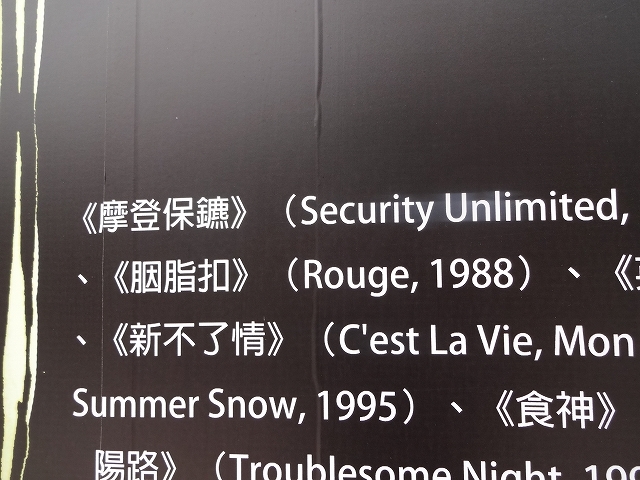 《摩登保鑣》（Security Unlimited,
、《胭脂扣》（Rouge, 1988）、《
、《新不了情》（C'est La Vie, Mon
Summer Snow, 1995）、《食神》
陽路》（Troublesome Night, 199